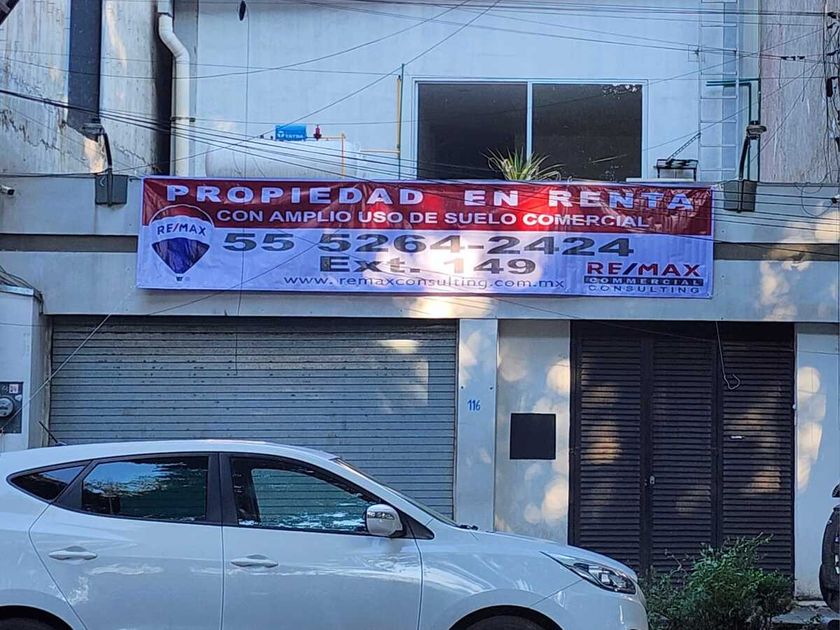 PROPIEDAD EN RENTA
CON AMPLIO USO DE SUELO COMERCIAL
RE/MAX
55 5264-2424
Ext. 149
www.remaxconsulting.com.mx
RE/MAX
COMMERCIAL
CONSULTING
116